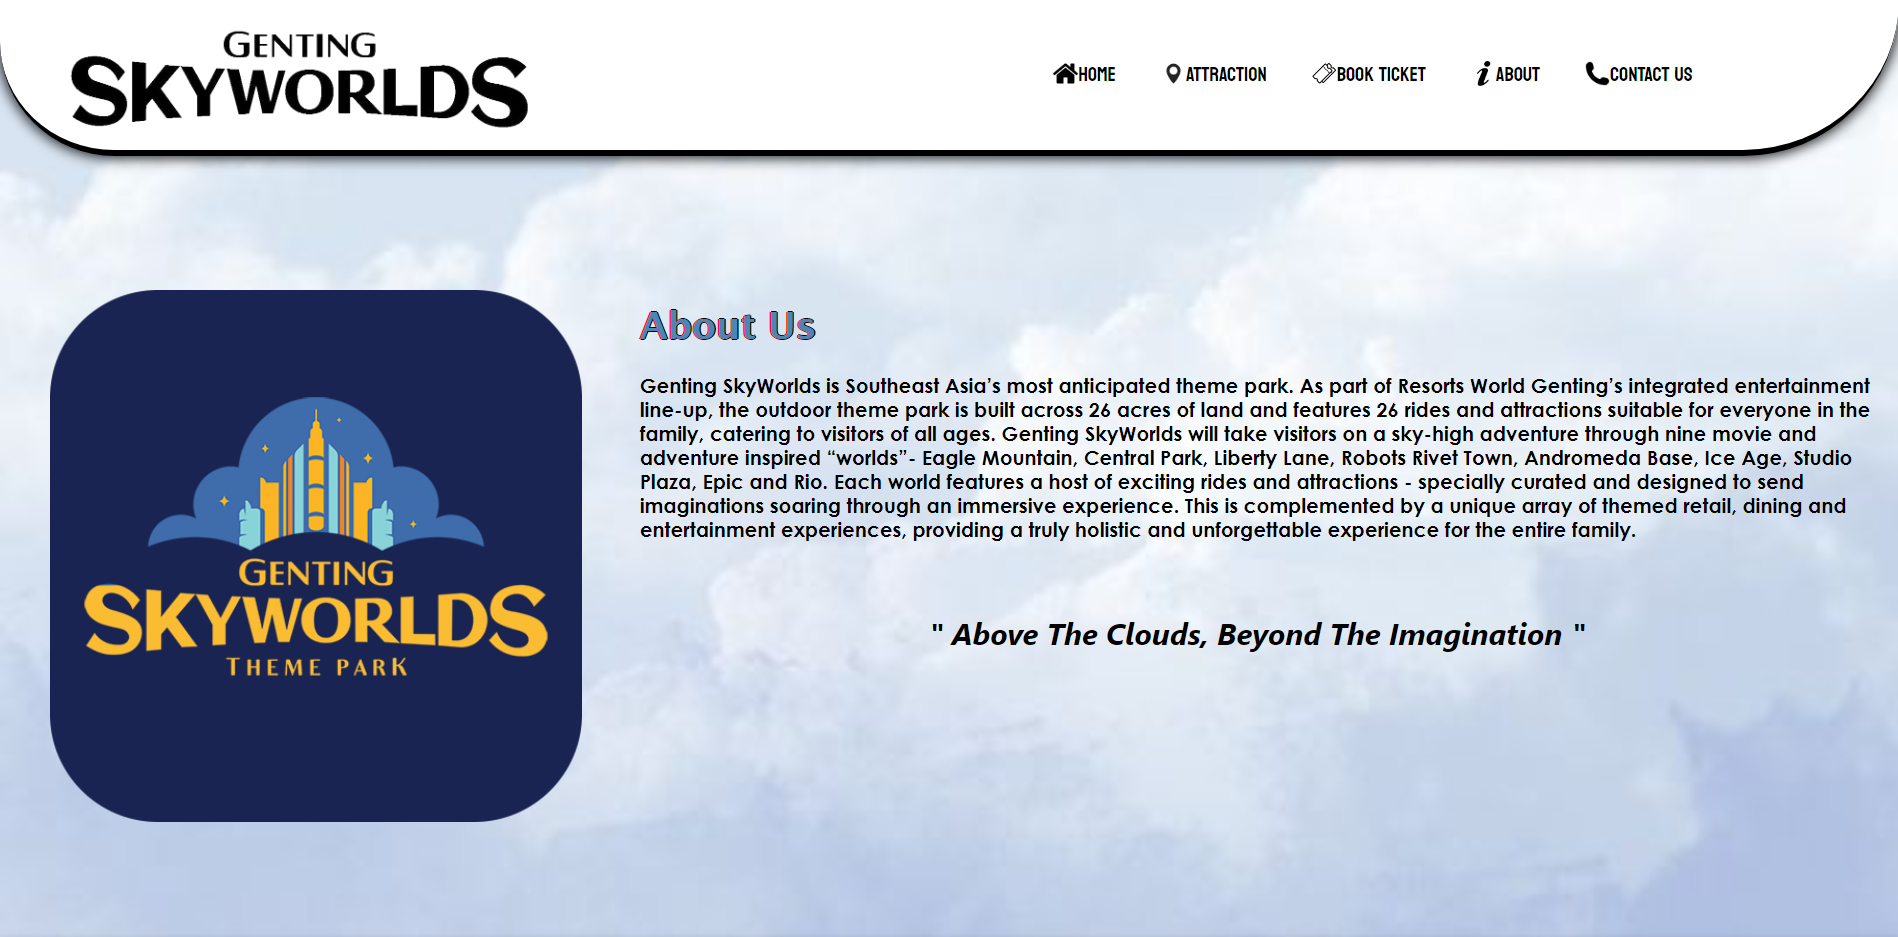 GENTING
SKYWORLDS
HOME
ATTRACTION
BOOK TICKET
ABOUT
CONTACT US
GENTING
SKYWORLDS
THEME PARK
About Us
Genting SkyWorlds is Southeast Asia’s most anticipated theme park. As part of Resorts World Genting’s integrated entertainment
line-up, the outdoor theme park is built across 26 acres of land and features 26 rides and attractions suitable for everyone in the
family, catering to visitors of all ages. Genting SkyWorlds will take visitors on a sky-high adventure through nine movie and
adventure inspired “worlds”- Eagle Mountain, Central Park, Liberty Lane, Robots Rivet Town, Andromeda Base, Ice Age, Studio
Plaza, Epic and Rio. Each world features a host of exciting rides and attractions - specially curated and designed to send
imaginations soaring through an immersive experience. This is complemented by a unique array of themed retail, dining and
entertainment experiences, providing a truly holistic and unforgettable experience for the entire family.
" Above The Clouds, Beyond The Imagination "